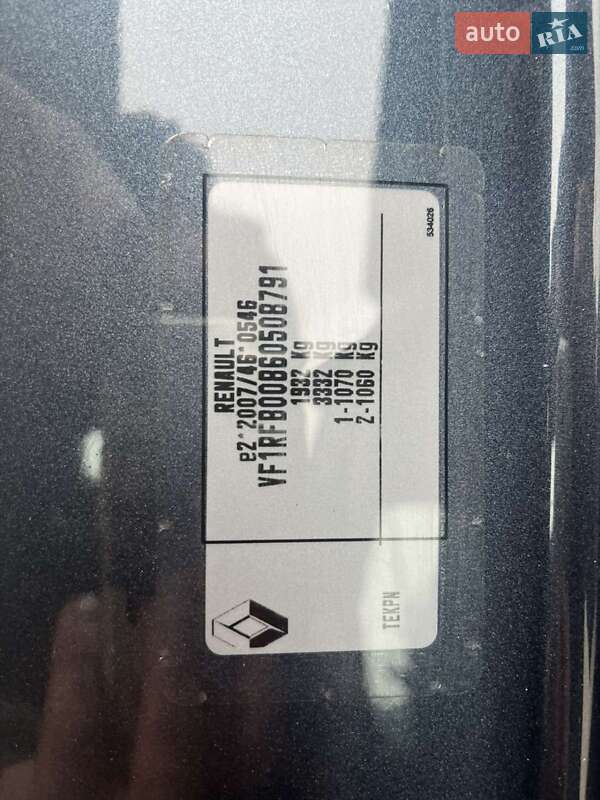 auto RIA.com
RENAULT
e2*2007/46*0546
VF1RFB00860508791
1932 Kg
3332 Kg
1-1070 Kg
2-1060 Kg
TEKPN
534026